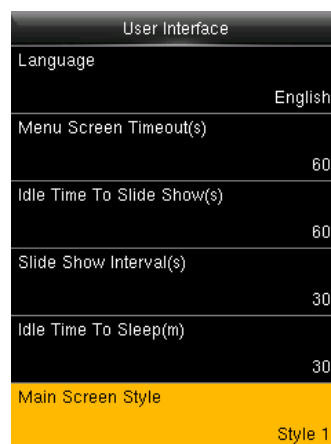 User Interface
Language
English
Menu Screen Timeout(s)
60
Idle Time To Slide Show(s)
60
Slide Show Interval(s)
30
Idle Time To Sleep(m)
30
Main Screen Style
Style 1